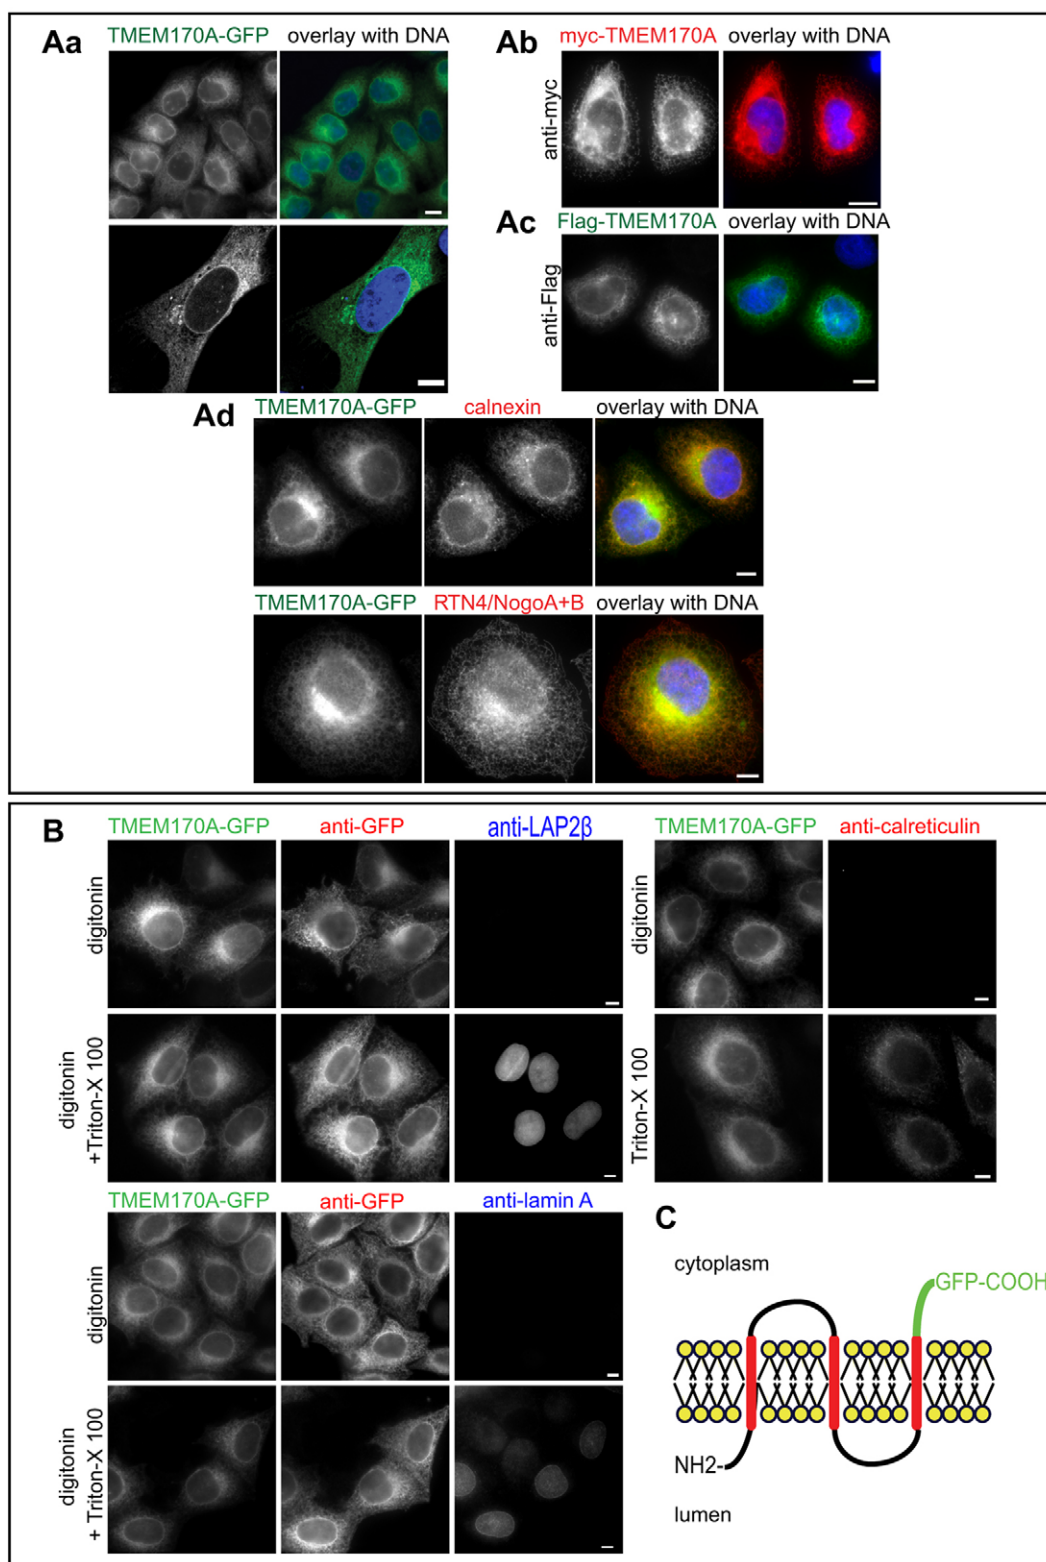 Aa
TMEM170A-GFP overlay with DNA
Ab
myc-TMEM170A overlay with DNA
anti-myc
Ac
Flag-TMEM170A overlay with DNA
anti-Flag
Ad
TMEM170A-GFP calnexin overlay with DNA
TMEM170A-GFP RTN4/NogoA+B overlay with DNA
B
TMEM170A-GFP anti-GFP anti-LAP2β
digitonin
digitonin
+Triton-X 100
TMEM170A-GFP anti-calreticulin
digitonin
Triton-X 100
TMEM170A-GFP anti-GFP anti-lamin A
digitonin
digitonin
+ Triton-X 100
C
cytoplasm
GFP-COOH
NH2-
lumen